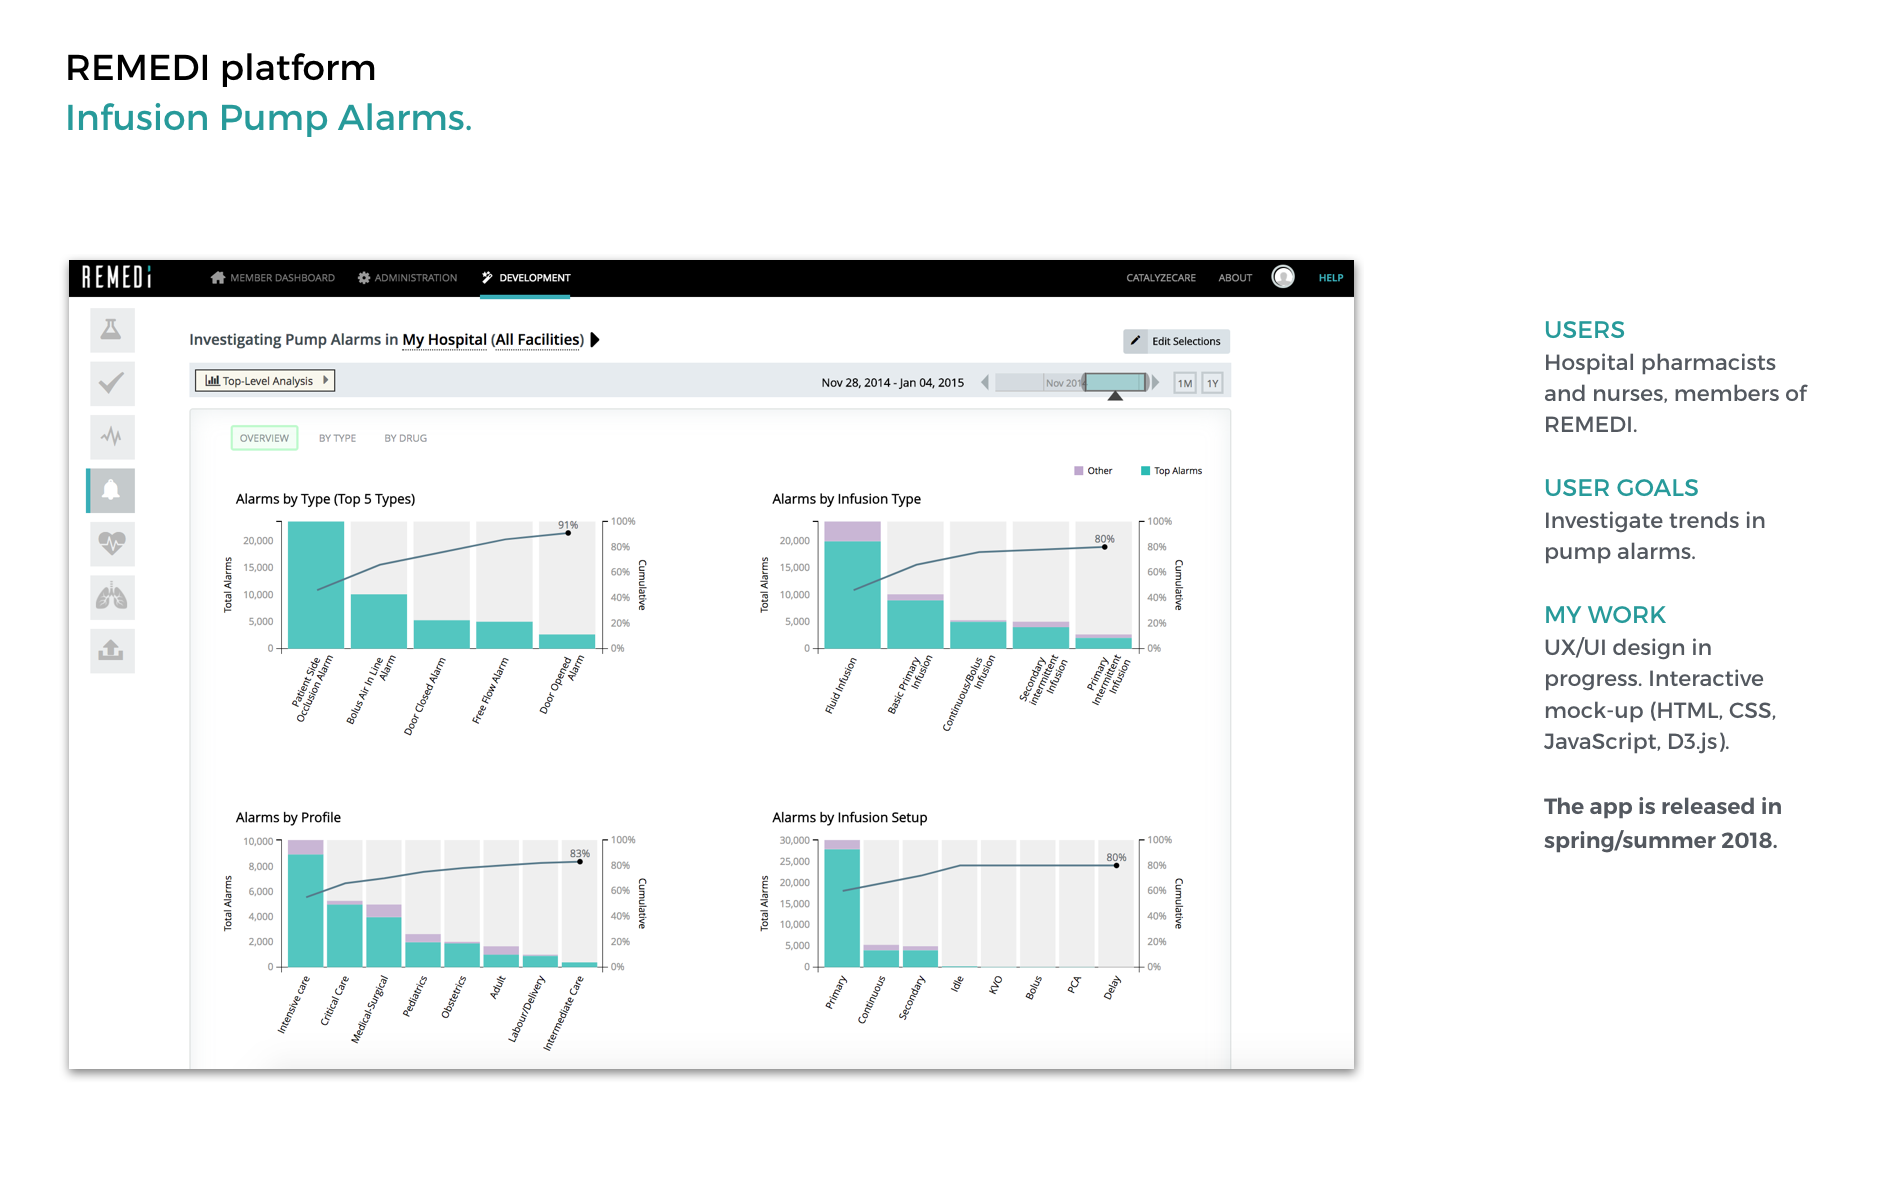 REMEDI platform
Infusion Pump Alarms.
REMEDi
MEMBER DASHBOARD
ADMINISTRATION
DEVELOPMENT
CATALYZECARE
ABOUT
HELP
Investigating Pump Alarms in My Hospital (All Facilities)
Edit Selections
Top-Level Analysis
Nov 28, 2014 - Jan 04, 2015
Nov 201
1M
1Y
OVERVIEW
BY TYPE
BY DRUG
Other
Top Alarms
Alarms by Type (Top 5 Types)
Total Alarms
20,000
15,000
10,000
5,000
0
91%
100%
80%
60%
40%
20%
0%
Cumulative
Patient Side
Occlusion Alarm
Bolus Air In Line
Alarm
Door Closed Alarm
Free Flow Alarm
Door Opened
Alarm
Alarms by Infusion Type
Total Alarms
20,000
15,000
10,000
5,000
0
80%
100%
80%
60%
40%
20%
0%
Cumulative
Fluid Infusion
Basic Primary
Infusion
Continuous/Bolus
Infusion
Secondary
intermittent
Infusion
Primary
Intermittent
Infusion
Alarms by Profile
Total Alarms
10,000
8,000
6,000
4,000
2,000
0
83%
100%
80%
60%
40%
20%
0%
Cumulative
Intensive care
Critical Care
Medical-Surgical
Pediatrics
Obstetrics
Adult
Labour/Delivery
Intermediate Care
Alarms by Infusion Setup
Total Alarms
30,000
25,000
20,000
15,000
10,000
5,000
0
80%
100%
80%
60%
40%
20%
0%
Cumulative
Primary
Continuous
Secondary
Idle
KVO
Bolus
PCA
Delay
USERS
Hospital pharmacists
and nurses, members of
REMEDI.
USER GOALS
Investigate trends in
pump alarms.
MY WORK
UX/UI design in
progress. Interactive
mock-up (HTML, CSS,
JavaScript, D3.js).
The app is released in
spring/summer 2018.